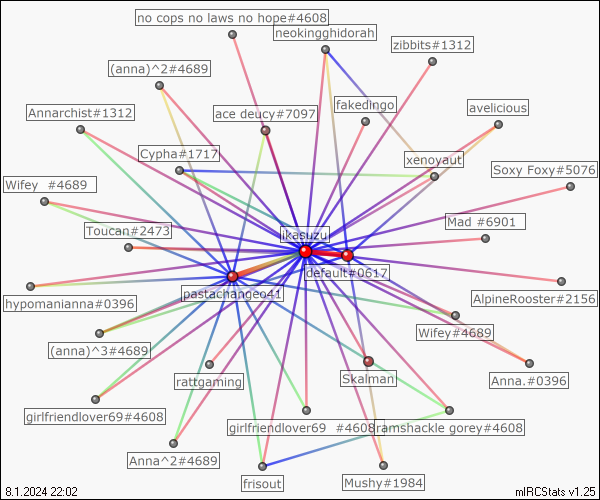 no cops no laws no hope#4608
neokingghidorah
zibbits#1312
(anna)^2#4689
Annarchist#1312
ace deucy#7097
fakedingo
avelicious
Cypha#1717
xenoyaut
Soxy Foxy#5076
Wifey  #4689
Toucan#2473
ikasuzu
Mad #6901
default#0617
pastachangeo41
hypomanianna#0396
AlpineRooster#2156
Wifey#4689
(anna)^3#4689
rattgaming
Skalman
Anna.#0396
girlfriendlover69#4608
girlfriendlover69  #4608
ramshackle gorey#4608
Anna^2#4689
frisout
Mushy#1984
8.1.2024 22:02
mIRCStats v1.25